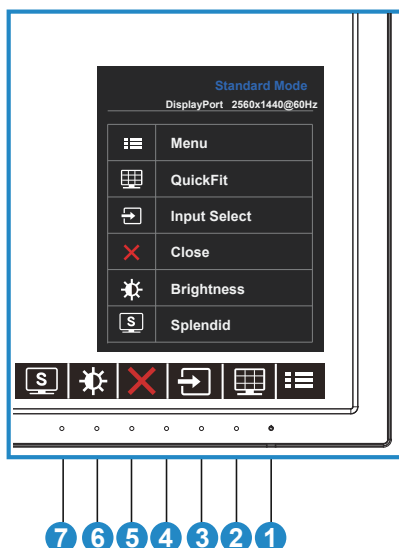 Standard Mode
DisplayPort 2560x1440@60Hz
Menu
QuickFit
Input Select
Close
Brightness
S Splendid
S
7 6 5 4 3 2 1